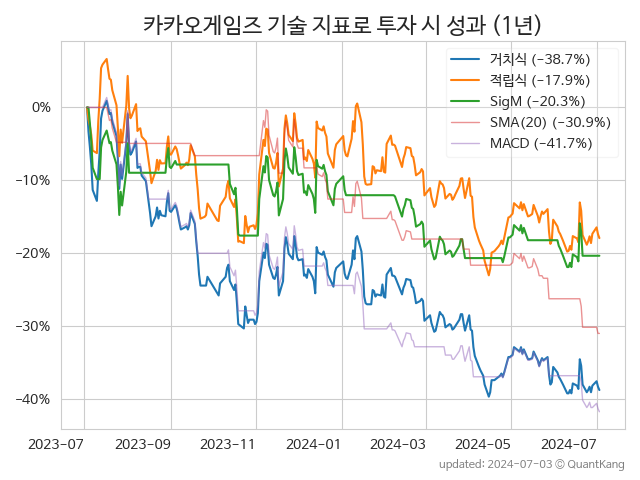 카카오게임즈 기술 지표로 투자 시 성과 (1년)
거치식 (−38.7%)
적립식 (−17.9%)
SigM (−20.3%)
SMA(20) (−30.9%)
MACD (−41.7%)
0%
−10%
−20%
−30%
−40%
2023-07
2023-09
2023-11
2024-01
2024-03
2024-05
2024-07
updated: 2024-07-03 © QuantKang